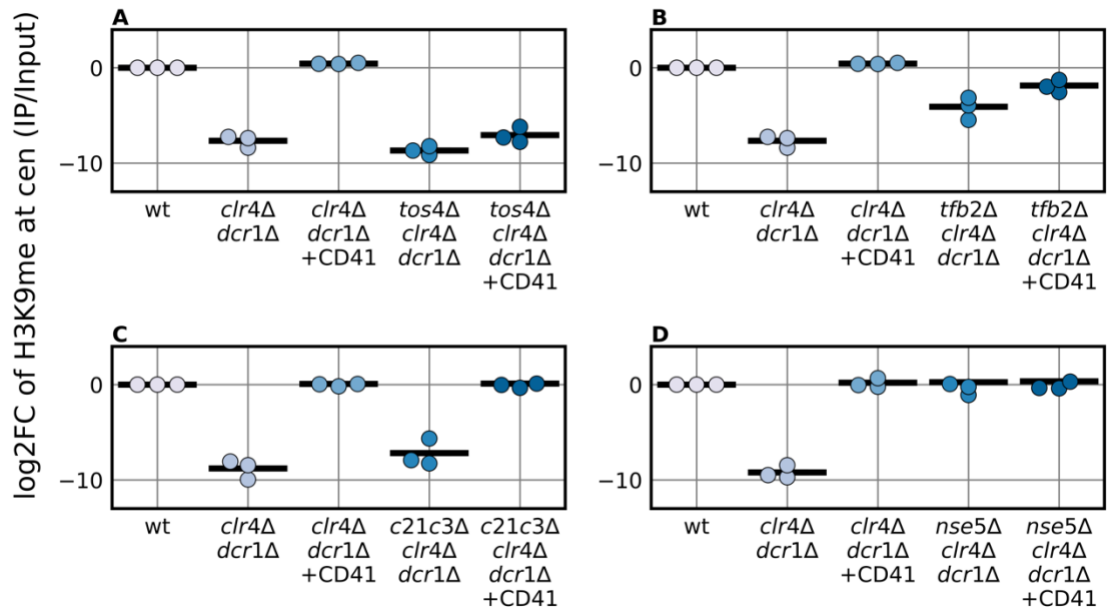 log2FC of H3K9me at cen (IP/Input)
A
0
−10
wt
clr4Δ
dcr1Δ
clr4Δ
dcr1Δ
+CD41
tos4Δ
clr4Δ
dcr1Δ
tos4Δ
clr4Δ
dcr1Δ
+CD41
B
0
−10
wt
clr4Δ
dcr1Δ
clr4Δ
dcr1Δ
+CD41
tfb2Δ
clr4Δ
dcr1Δ
tfb2Δ
clr4Δ
dcr1Δ
+CD41
C
0
−10
wt
clr4Δ
dcr1Δ
clr4Δ
dcr1Δ
+CD41
c21c3Δ
clr4Δ
dcr1Δ
c21c3Δ
clr4Δ
dcr1Δ
+CD41
D
0
−10
wt
clr4Δ
dcr1Δ
clr4Δ
dcr1Δ
+CD41
nse5Δ
clr4Δ
dcr1Δ
nse5Δ
clr4Δ
dcr1Δ
+CD41